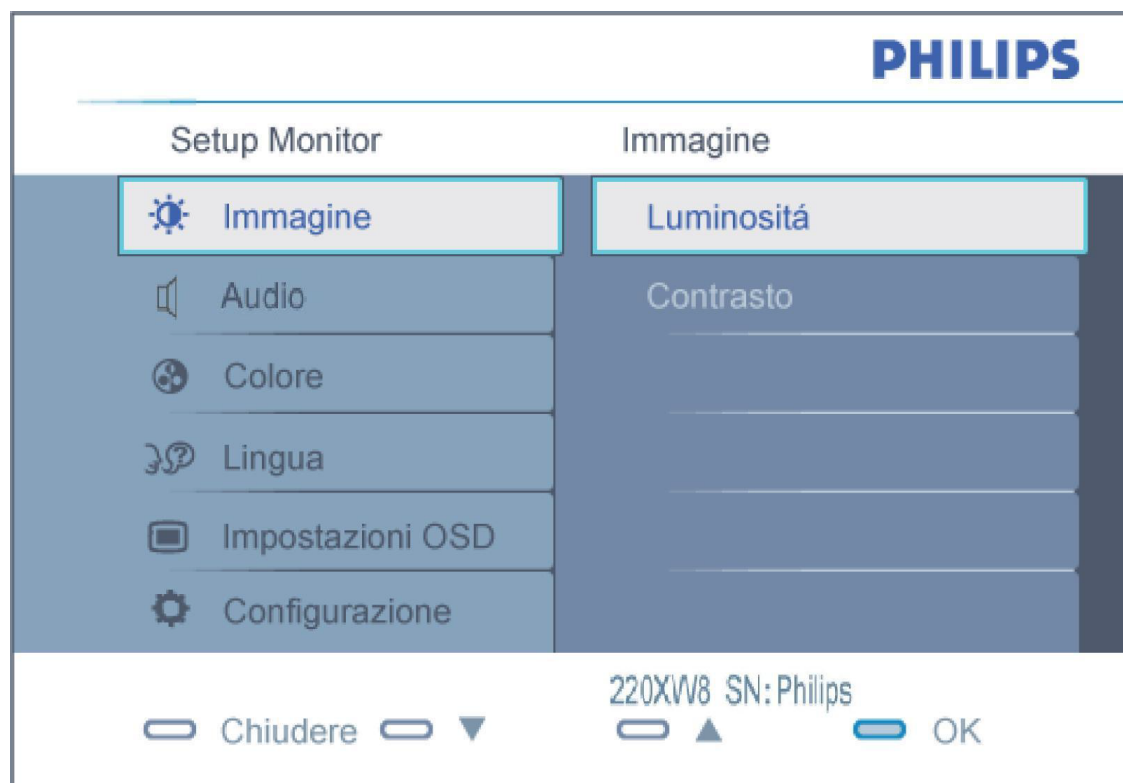 PHILIPS
Setup Monitor Immagine
Immagine Luminositá
Audio Contrasto
Colore
Lingua
Impostazioni OSD
Configurazione
220XW8 SN: Philips
Chiudere ▼ ▲ OK